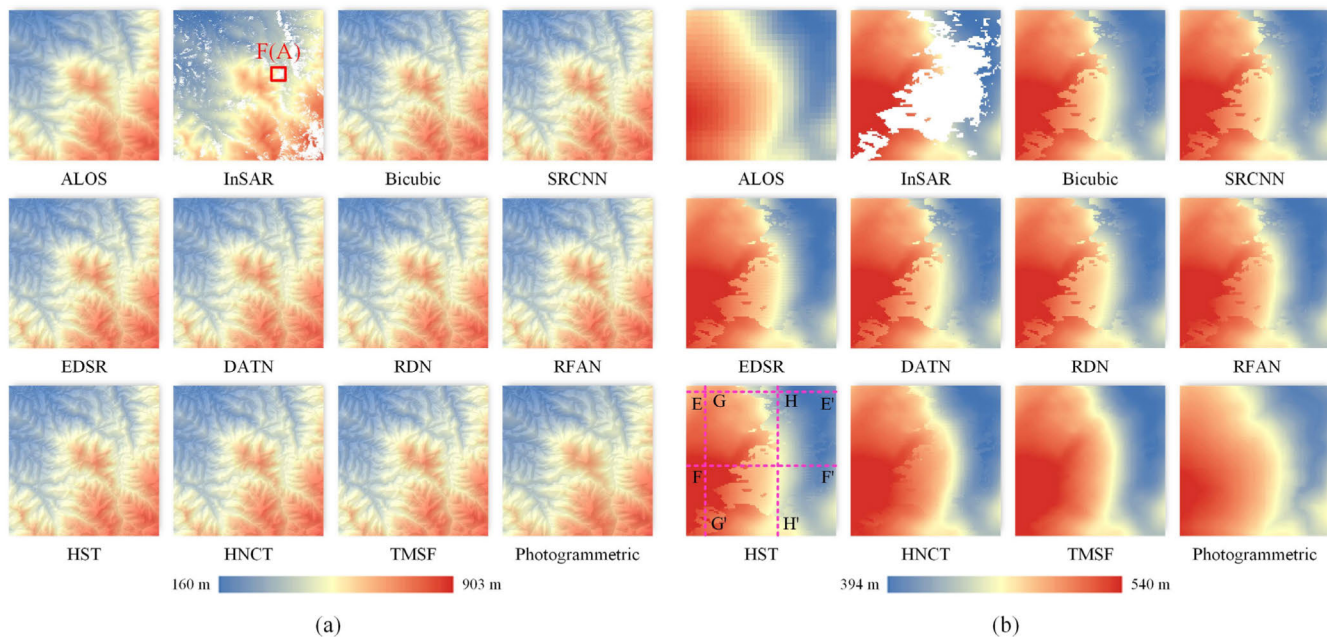 F(A)
ALOS InSAR Bicubic SRCNN
EDSR DATN RDN RFAN
HST HNCT TMSF Photogrammetric
160 m 903 m
(a)
ALOS InSAR Bicubic SRCNN
EDSR DATN RDN RFAN
E G H E'
F F'
G' H'
HST HNCT TMSF Photogrammetric
394 m 540 m
(b)